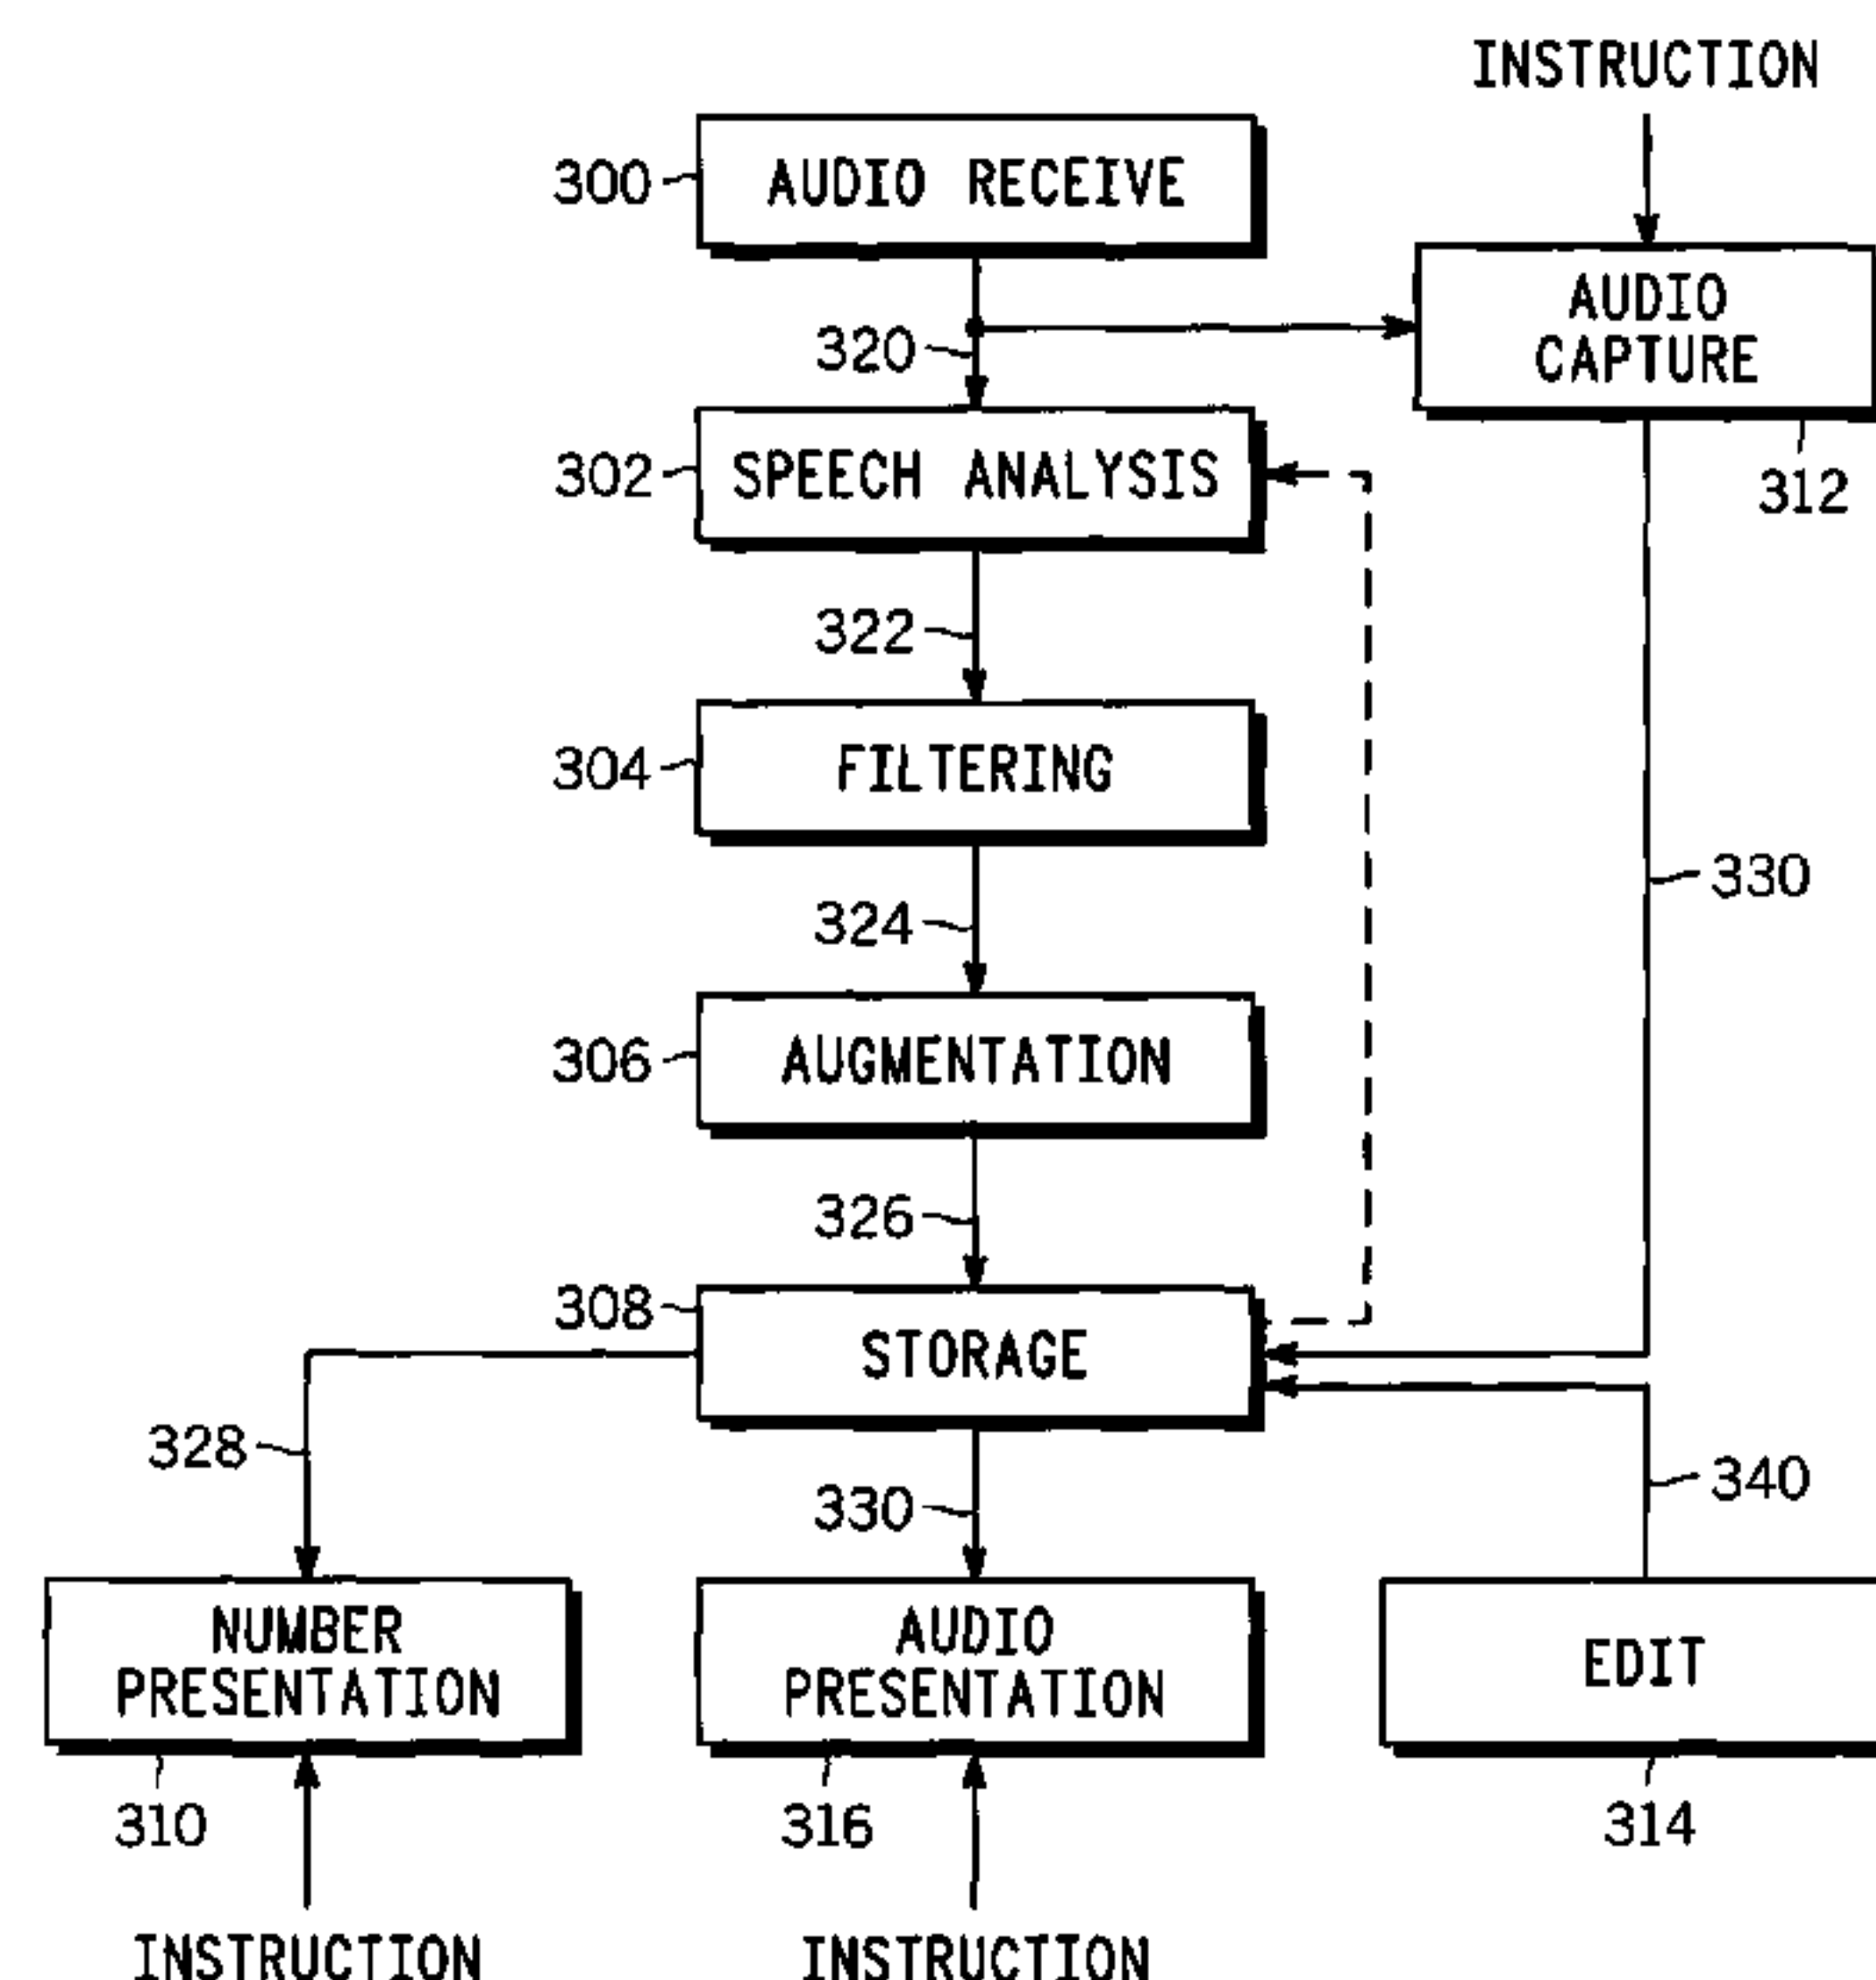 INSTRUCTION
300
AUDIO RECEIVE
320
AUDIO
CAPTURE
302
SPEECH ANALYSIS
312
322
304
FILTERING
330
324
306
AUGMENTATION
326
308
STORAGE
328
330
340
NUMBER
PRESENTATION
AUDIO
PRESENTATION
EDIT
310
316
314
INSTRUCTION
INSTRUCTION